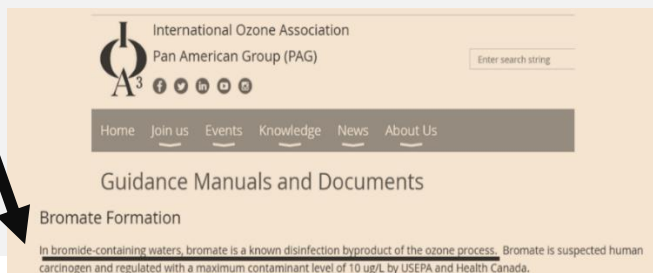 International Ozone Association
Pan American Group (PAG)
IOA3
Enter search string
Home Join us Events Knowledge News About Us
Guidance Manuals and Documents
Bromate Formation
In bromide-containing waters, bromate is a known disinfection byproduct of the ozone process. Bromate is suspected human
carcinogen and regulated with a maximum contaminant level of 10 ug/L by USEPA and Health Canada.